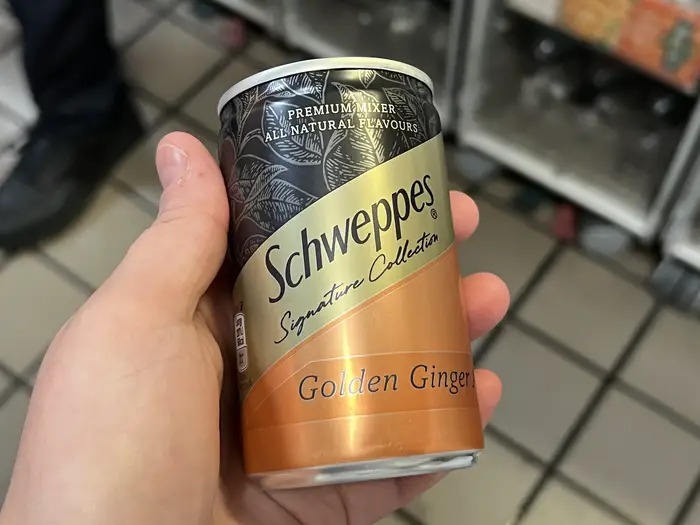 PREMIUM MIXER
ALL NATURAL FLAVOURS
Schweppes®
Signature Collection
Golden Ginger